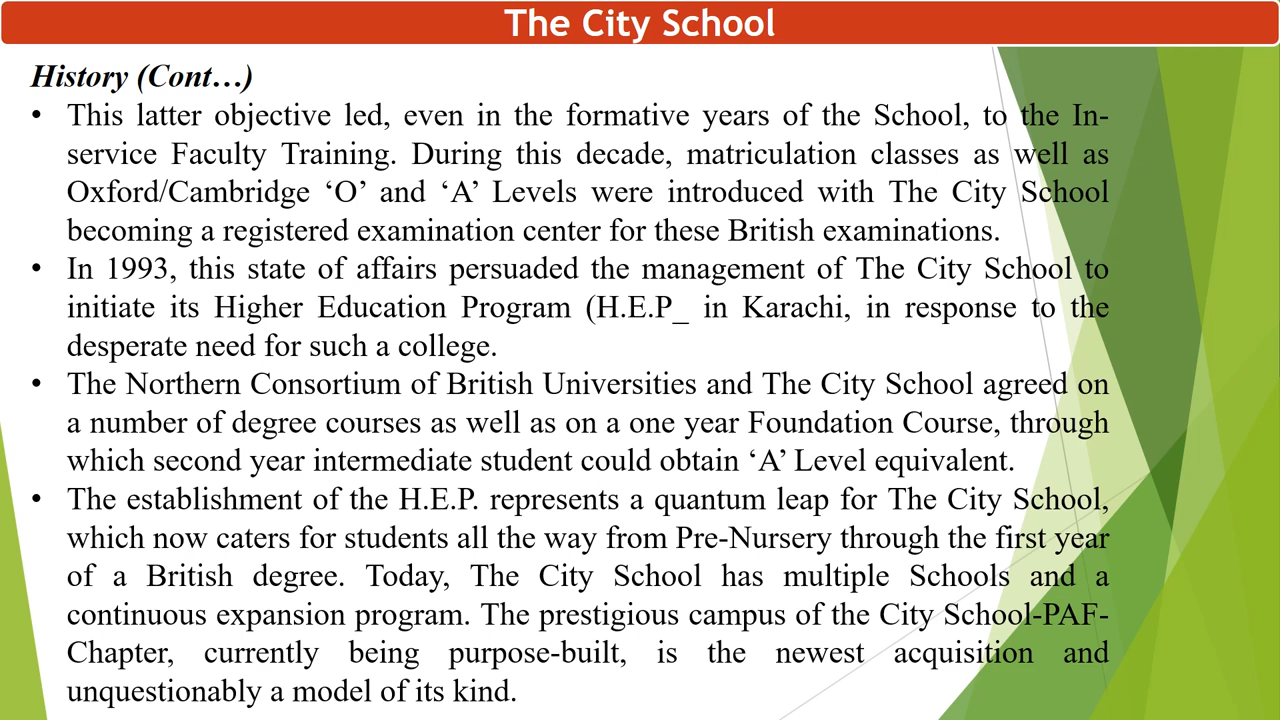 The City School
History (Cont…)
• This latter objective led, even in the formative years of the School, to the In-
service Faculty Training. During this decade, matriculation classes as well as
Oxford/Cambridge ‘O’ and ‘A’ Levels were introduced with The City School
becoming a registered examination center for these British examinations.
• In 1993, this state of affairs persuaded the management of The City School to
initiate its Higher Education Program (H.E.P_ in Karachi, in response to the
desperate need for such a college.
• The Northern Consortium of British Universities and The City School agreed on
a number of degree courses as well as on a one year Foundation Course, through
which second year intermediate student could obtain ‘A’ Level equivalent.
• The establishment of the H.E.P. represents a quantum leap for The City School,
which now caters for students all the way from Pre-Nursery through the first year
of a British degree. Today, The City School has multiple Schools and a
continuous expansion program. The prestigious campus of the City School-PAF-
Chapter, currently being purpose-built, is the newest acquisition and
unquestionably a model of its kind.